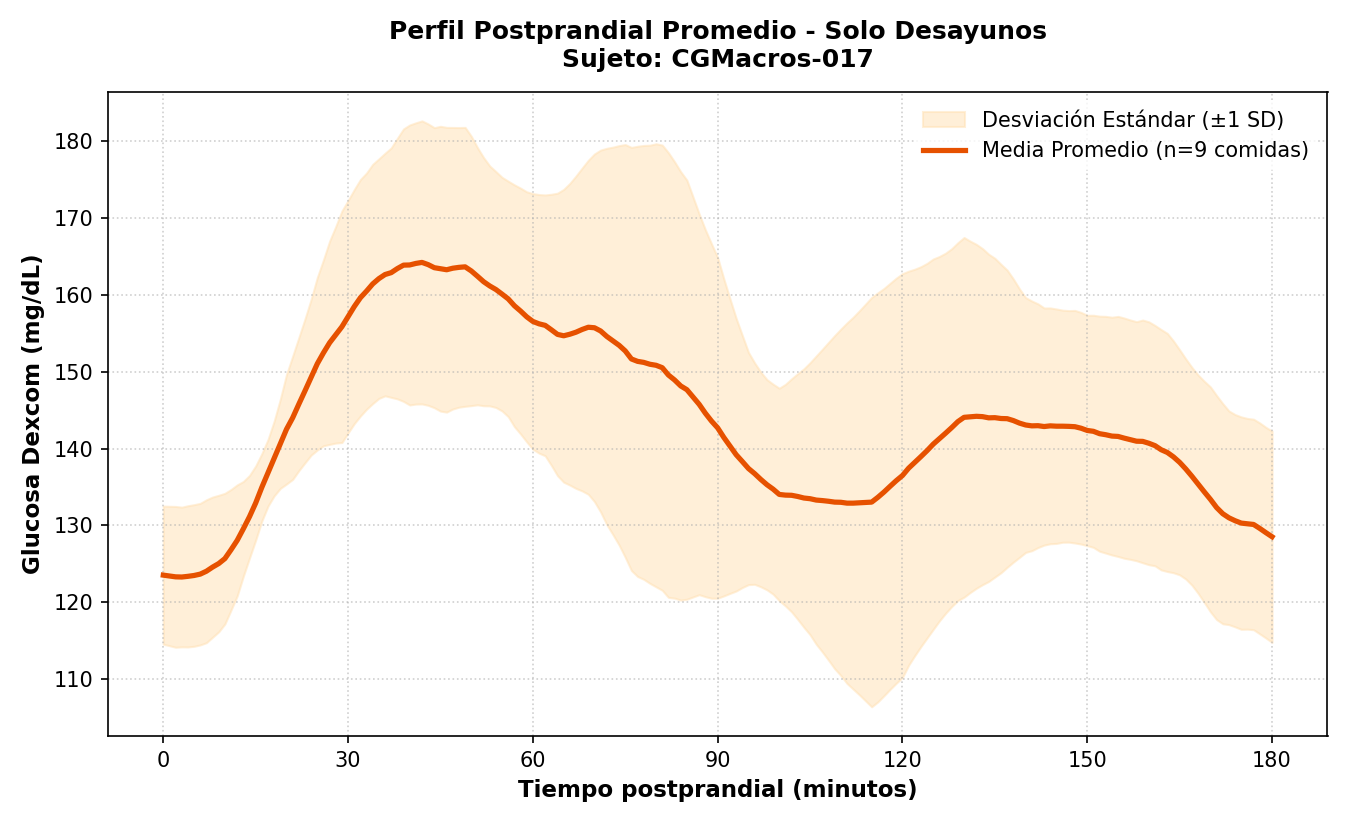 Perfil Postprandial Promedio - Solo Desayunos
Sujeto: CGMacros-017
Desviación Estándar (±1 SD)
Media Promedio (n=9 comidas)
Glucosa Dexcom (mg/dL)
180
170
160
150
140
130
120
110
0 30 60 90 120 150 180
Tiempo postprandial (minutos)